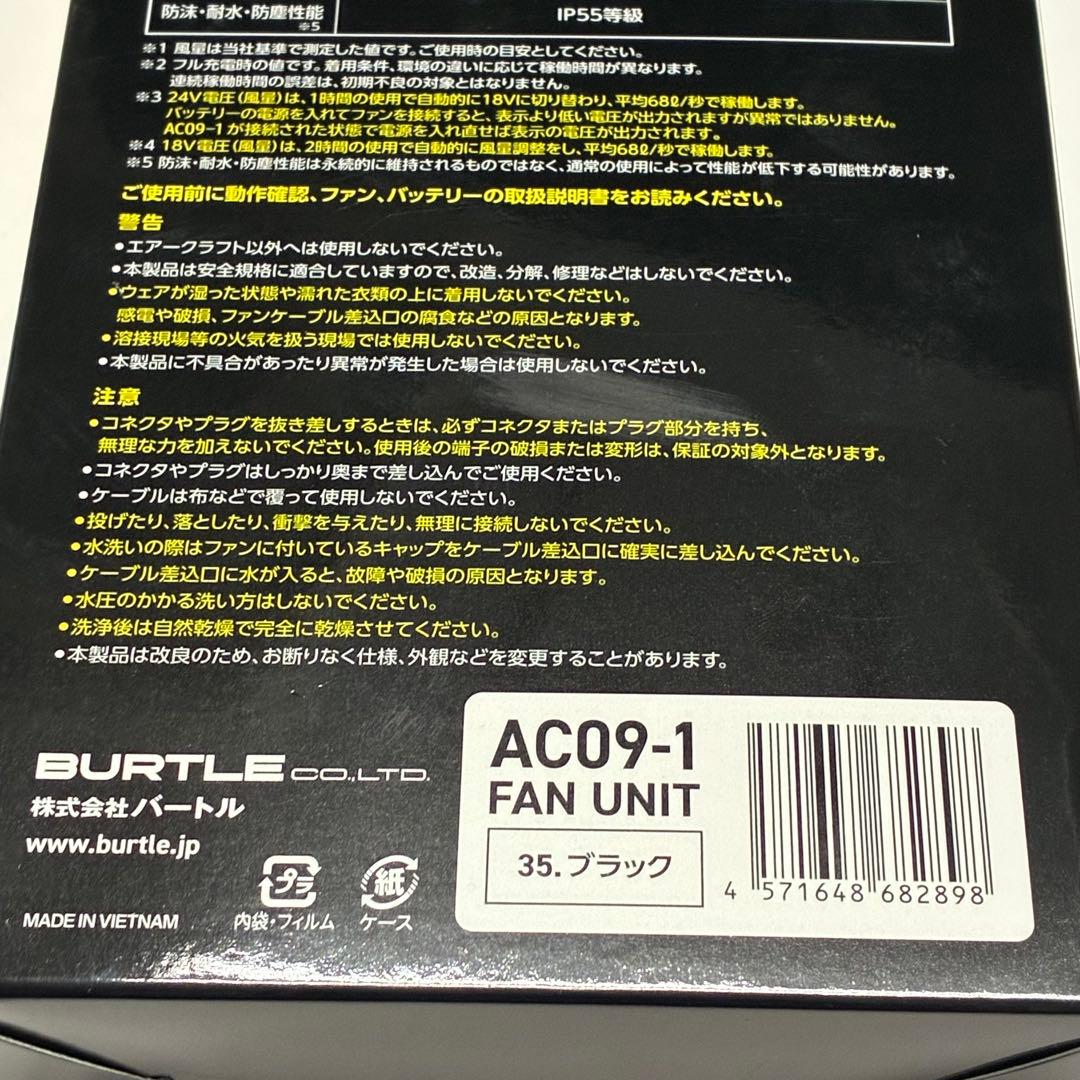 防沫・耐水・防塵性能
※5
IP55等級
※1 風量は当社基準で測定した値です。ご使用時の目安としてください。
※2 フル充電時の値です。着用条件、環境の違いに応じて稼働時間が異なります。
連続稼働時間の誤差は、初期不良の対象とはなりません。
※3 24V電圧(風量)は、1時間の使用で自動的に18Vに切り替わり、平均68ℓ/秒で稼働します。
バッテリーの電源を入れてファンを接続すると、表示より低い電圧が出力されますが異常ではありません。
AC09-1が接続された状態で電源を入れ直せば表示の電圧が出力されます。
※4 18V電圧(風量)は、2時間の使用で自動的に風量調整をし、平均68ℓ/秒で稼働します。
※5 防沫・耐水・防塵性能は永続的に維持されるものではなく、通常の使用によって性能が低下する可能性があります。
ご使用前に動作確認、ファン、バッテリーの取扱説明書をお読みください。
警告
●エアークラフト以外へは使用しないでください。
●本製品は安全規格に適合していますので、改造、分解、修理などはしないでください。
●ウェアが湿った状態や濡れた衣類の上に着用しないでください。
感電や破損、ファンケーブル差込口の腐食などの原因となります。
●溶接現場等の火気を扱う現場では使用しないでください。
●本製品に不具合があったり異常が発生した場合は使用しないでください。
注意
●コネクタやプラグを抜き差しするときは、必ずコネクタまたはプラグ部分を持ち、
無理な力を加えないでください。使用後の端子の破損または変形は、保証の対象外となります。
●コネクタやプラグはしっかり奥まで差し込んでご使用ください。
●ケーブルは布などで覆って使用しないでください。
●投げたり、落としたり、衝撃を与えたり、無理に接続しないでください。
●水洗いの際はファンに付いているキャップをケーブル差込口に確実に差し込んでください。
●ケーブル差込口に水が入ると、故障や破損の原因となります。
●水圧のかかる洗い方はしないでください。
●洗浄後は自然乾燥で完全に乾燥させてください。
●本製品は改良のため、お断りなく仕様、外観などを変更することがあります。
BURTLE CO.,LTD.
株式会社バートル
www.burtle.jp
MADE IN VIETNAM
プラ
内袋・フィルム
紙
ケース
AC09-1
FAN UNIT
35.ブラック
4 571648 682898